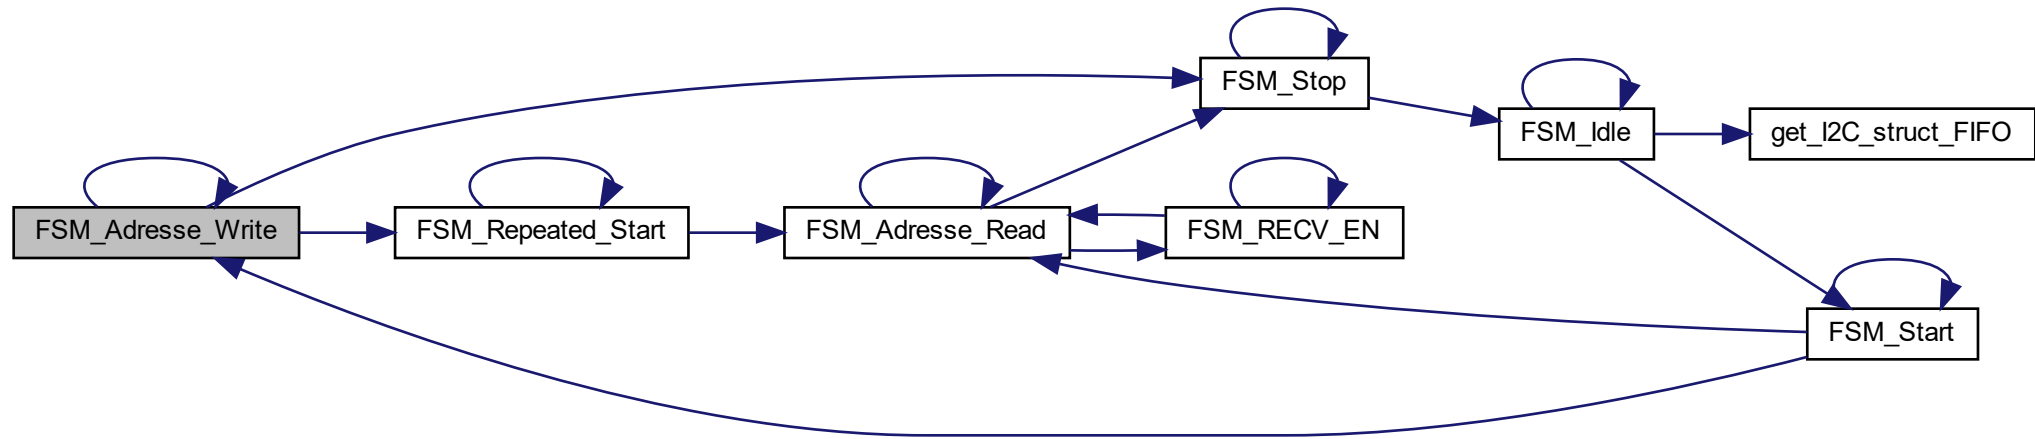 FSM_Stop
FSM_Idle
get_I2C_struct_FIFO
FSM_Adresse_Write
FSM_Repeated_Start
FSM_Adresse_Read
FSM_RECV_EN
FSM_Start